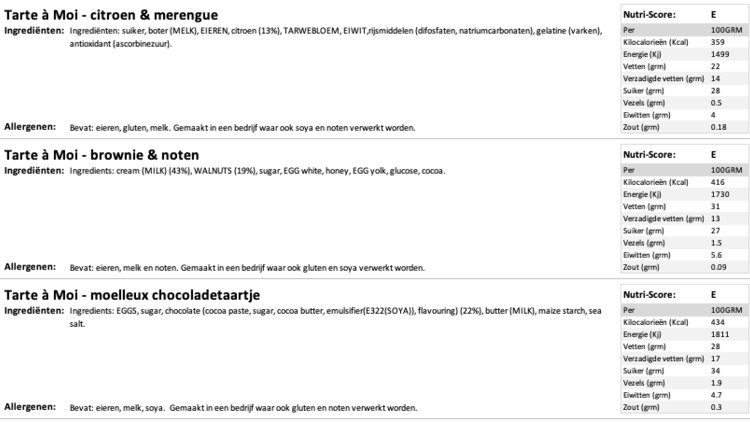 Tarte à Moi - citroen & merengue
Ingrediënten: Ingrediënten: suiker, boter (MELK), EIEREN, citroen (13%), TARWEBLOEM, EIWIT,rijsmiddelen (difosfaten, natriumcarbonaten), gelatine (varken),
antioxidant (ascorbinezuur).
Allergenen: Bevat: eieren, gluten, melk. Gemaakt in een bedrijf waar ook soya en noten verwerkt worden.
Nutri-Score: E
Per 100GRM
Kilocalorieën (Kcal) 359
Energie (Kj) 1499
Vetten (grm) 22
Verzadigde vetten (grm) 14
Suiker (grm) 28
Vezels (grm) 0.5
Eiwitten (grm) 4
Zout (grm) 0.18
Tarte à Moi - brownie & noten
Ingrediënten: Ingredients: cream (MILK) (43%), WALNUTS (19%), sugar, EGG white, honey, EGG yolk, glucose, cocoa.
Allergenen: Bevat: eieren, melk en noten. Gemaakt in een bedrijf waar ook gluten en soya verwerkt worden.
Nutri-Score: E
Per 100GRM
Kilocalorieën (Kcal) 416
Energie (Kj) 1730
Vetten (grm) 31
Verzadigde vetten (grm) 13
Suiker (grm) 27
Vezels (grm) 1.5
Eiwitten (grm) 5.6
Zout (grm) 0.09
Tarte à Moi - moelleux chocoladetaartje
Ingrediënten: Ingredients: EGGS, sugar, chocolate (cocoa paste, sugar, cocoa butter, emulsifier(E322(SOYA)), flavouring) (22%), butter (MILK), maize starch, sea
salt.
Allergenen: Bevat: eieren, melk, soya. Gemaakt in een bedrijf waar ook gluten en noten verwerkt worden.
Nutri-Score: E
Per 100GRM
Kilocalorieën (Kcal) 434
Energie (Kj) 1811
Vetten (grm) 28
Verzadigde vetten (grm) 17
Suiker (grm) 34
Vezels (grm) 1.9
Eiwitten (grm) 4.7
Zout (grm) 0.3